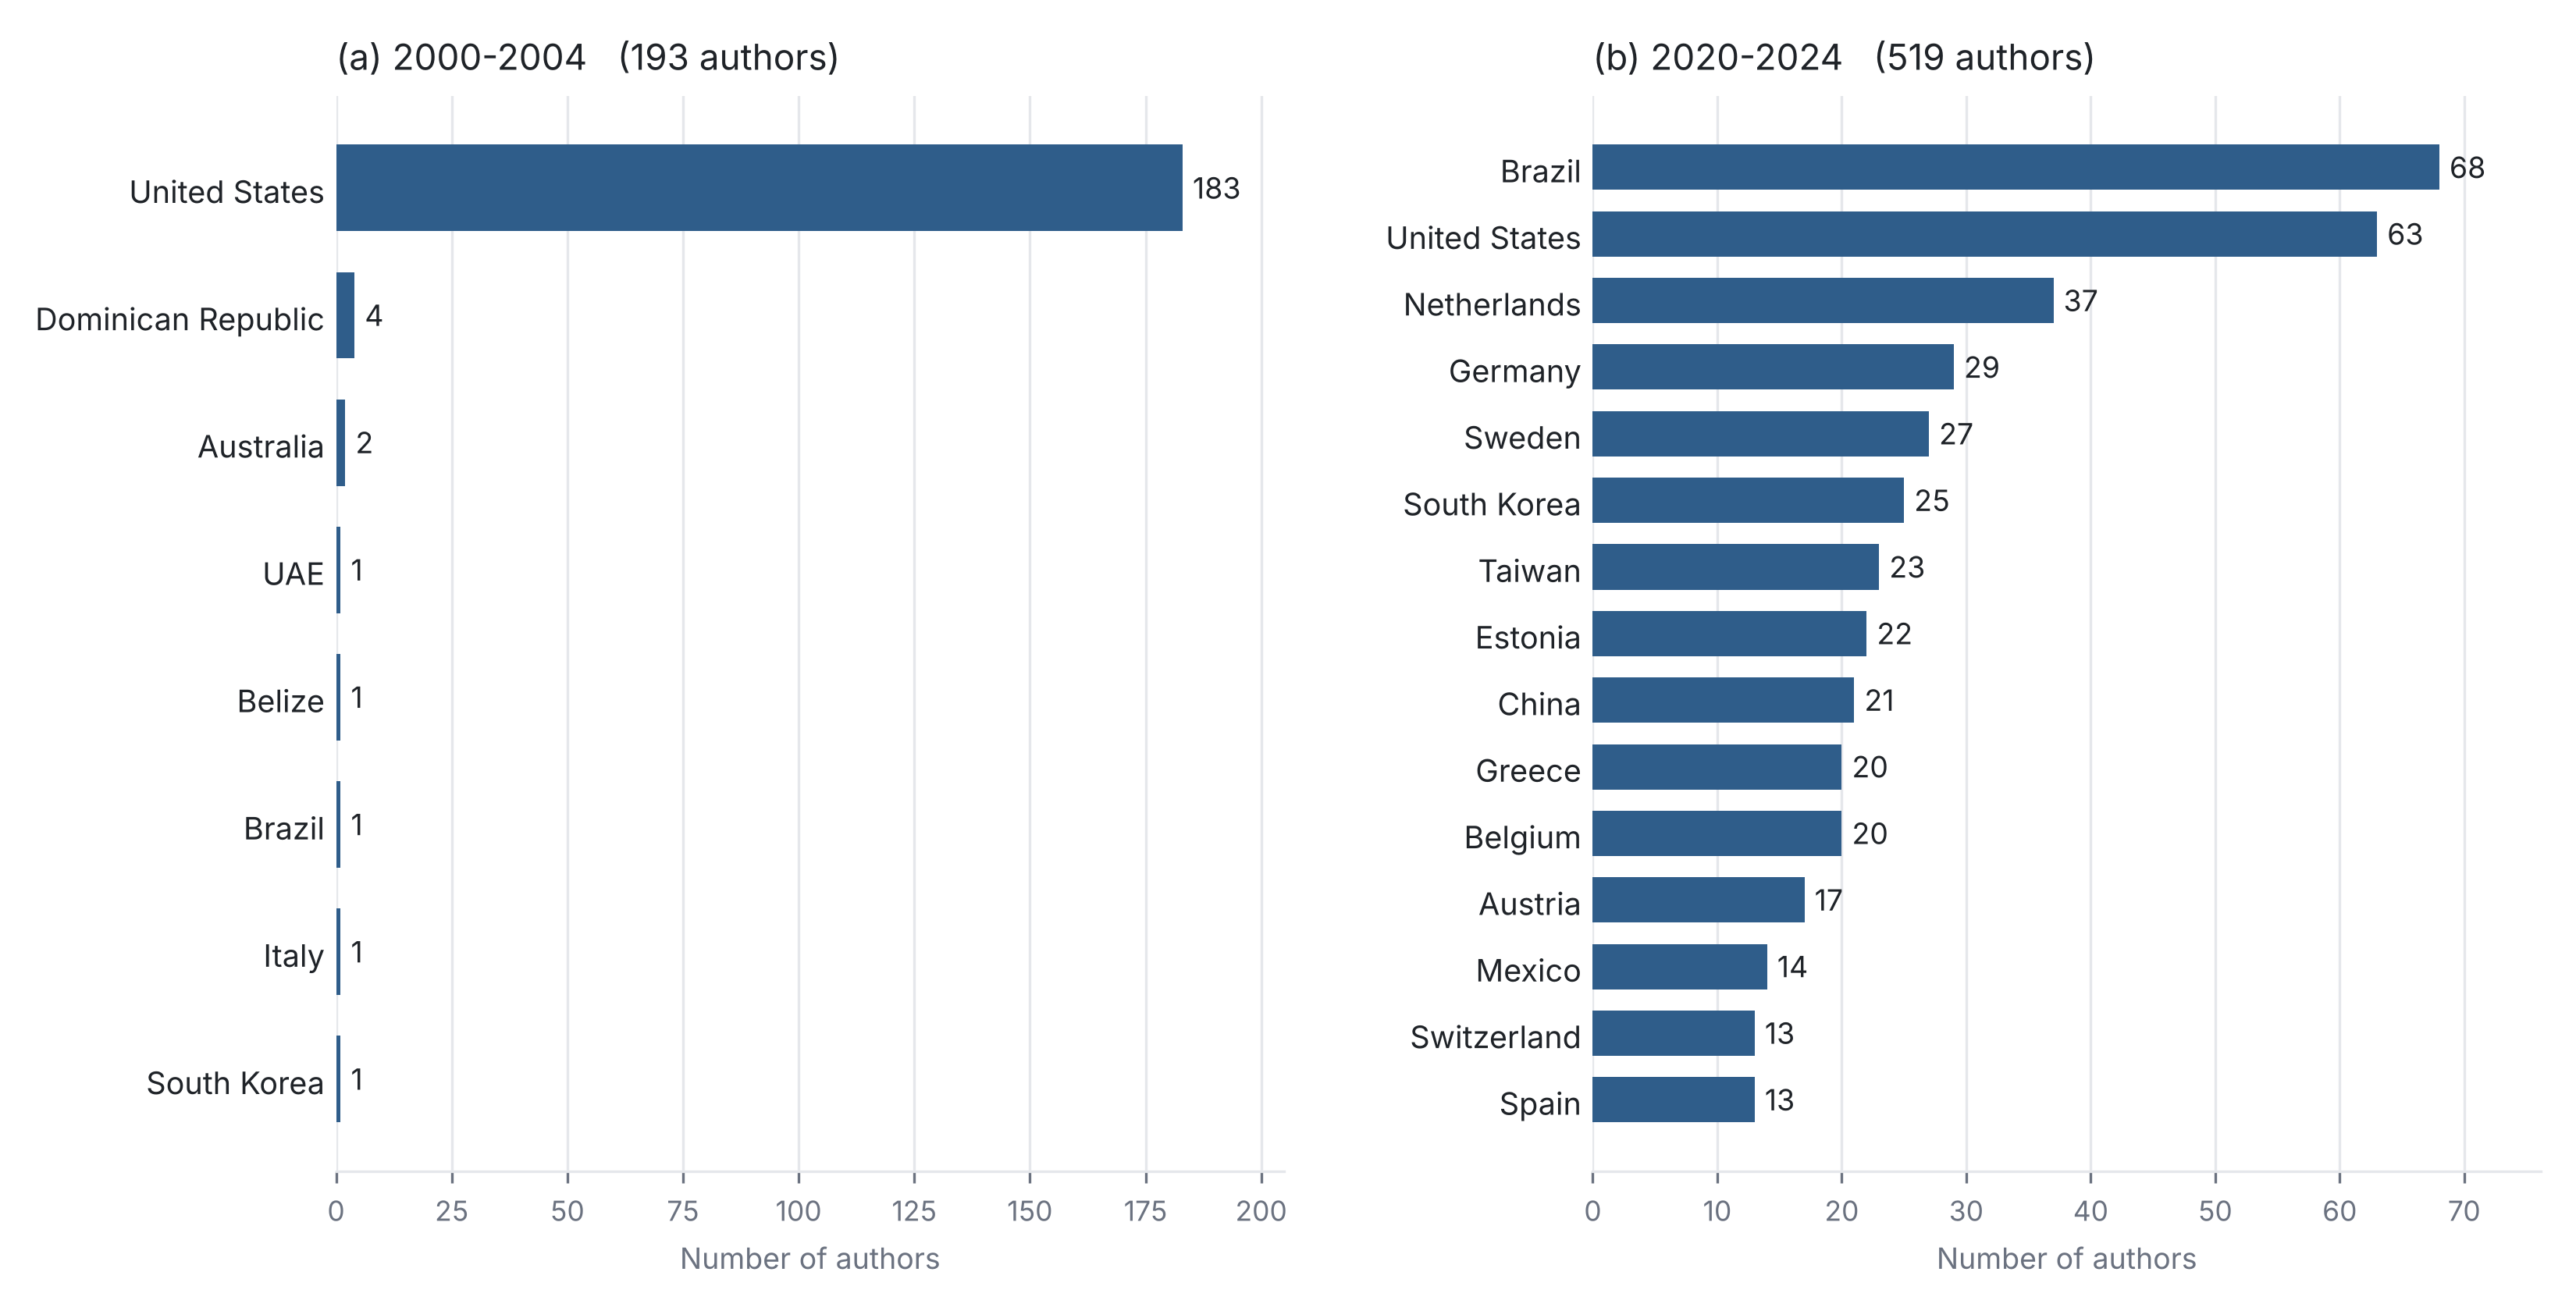 (a) 2000-2004 (193 authors)
United States 183
Dominican Republic 4
Australia 2
UAE 1
Belize 1
Brazil 1
Italy 1
South Korea 1
0 25 50 75 100 125 150 175 200
Number of authors
(b) 2020-2024 (519 authors)
Brazil 68
United States 63
Netherlands 37
Germany 29
Sweden 27
South Korea 25
Taiwan 23
Estonia 22
China 21
Greece 20
Belgium 20
Austria 17
Mexico 14
Switzerland 13
Spain 13
0 10 20 30 40 50 60 70
Number of authors